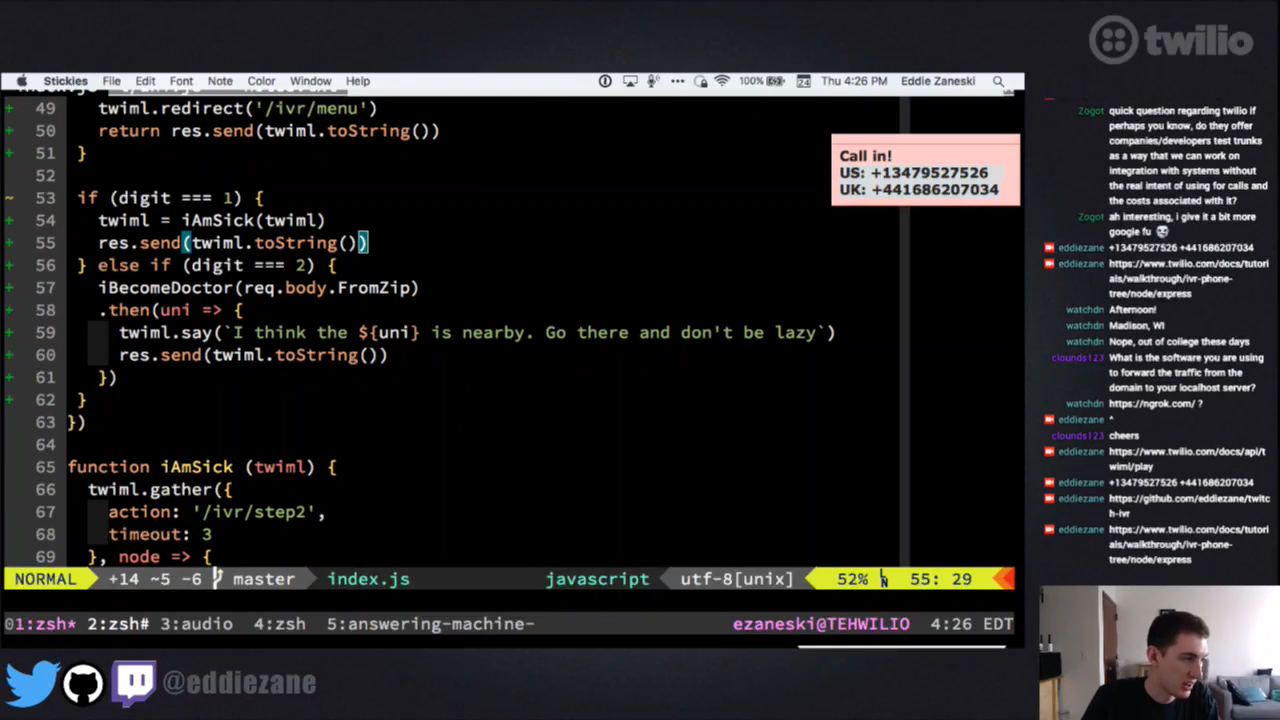 twilio
Stickies File Edit Font Note Color Window Help
100% 24 Thu 4:26 PM Eddie Zaneski
49 twiml.redirect('/ivr/menu')
50 return res.send(twiml.toString())
51 }
52
53 if (digit === 1) {
54 twiml = iAmSick(twiml)
55 res.send(twiml.toString())
56 } else if (digit === 2) {
57 iBecomeDoctor(req.body.FromZip)
58 .then(uni => {
59 twiml.say(`I think the ${uni} is nearby. Go there and don't be lazy`)
60 res.send(twiml.toString())
61 })
62 }
63 })
64
65 function iAmSick (twiml) {
66 twiml.gather({
67 action: '/ivr/step2',
68 timeout: 3
69 }, node => {
NORMAL +14 ~5 -6 master index.js javascript utf-8[unix] 52% LN 55: 29
01:zsh* 2:zsh# 3:audio 4:zsh 5:answering-machine- ezaneski@TEHWILIO 4:26 EDT
Call in!
US: +13479527526
UK: +441686207034
Zogot quick question regarding twilio if
perhaps you know, do they offer
companies/developers test trunks
as a way that we can work on
integration with systems without
the real intent of using for calls and
the costs associated with it?
Zogot ah interesting, i give it a bit more
google fu
eddiezane +13479527526 +441686207034
eddiezane https://www.twilio.com/docs/tutori
als/walkthrough/ivr-phone-
tree/node/express
watchdn Afternoon!
watchdn Madison, WI
watchdn Nope, out of college these days
clounds123 What is the software you are using
to forward the traffic from the
domain to your localhost server?
watchdn https://ngrok.com/ ?
eddiezane ^
clounds123 cheers
eddiezane https://www.twilio.com/docs/api/t
wiml/play
eddiezane +13479527526 +441686207034
eddiezane https://github.com/eddiezane/twitc
h-ivr
eddiezane https://www.twilio.com/docs/tutori
als/walkthrough/ivr-phone-
tree/node/express
@eddiezane